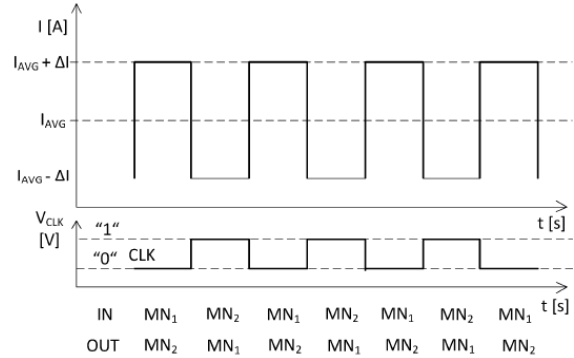 I [A]
I_AVG + ΔI
I_AVG
I_AVG - ΔI
t [s]
V_CLK
[V]
"1"
"0" CLK
t [s]
IN MN₁ MN₂ MN₁ MN₂ MN₁ MN₂ MN₁
OUT MN₂ MN₁ MN₂ MN₁ MN₂ MN₁ MN₂